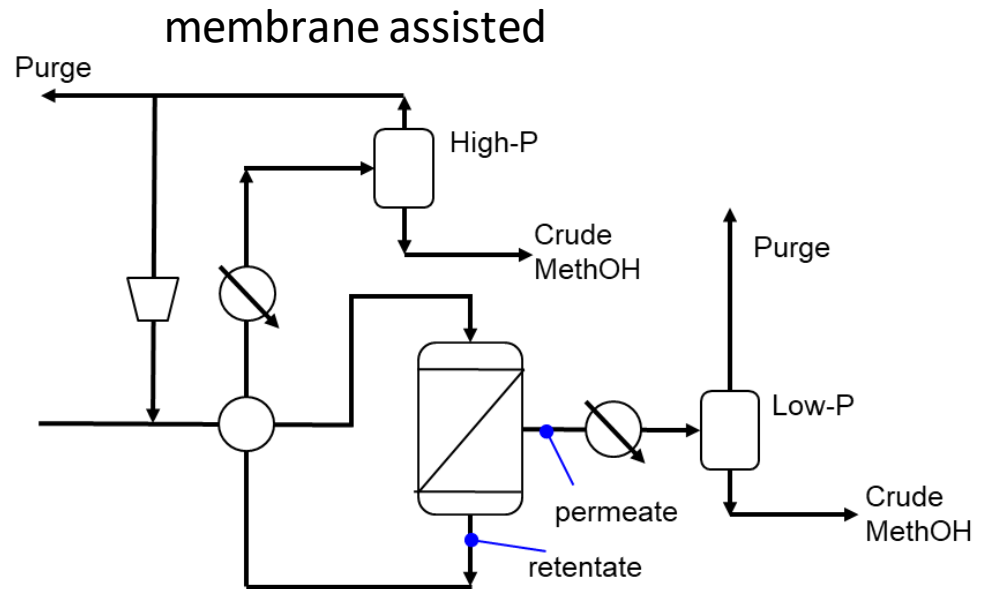 membrane assisted
Purge
High-P
Crude
MethOH
Purge
Low-P
permeate
Crude
MethOH
retentate